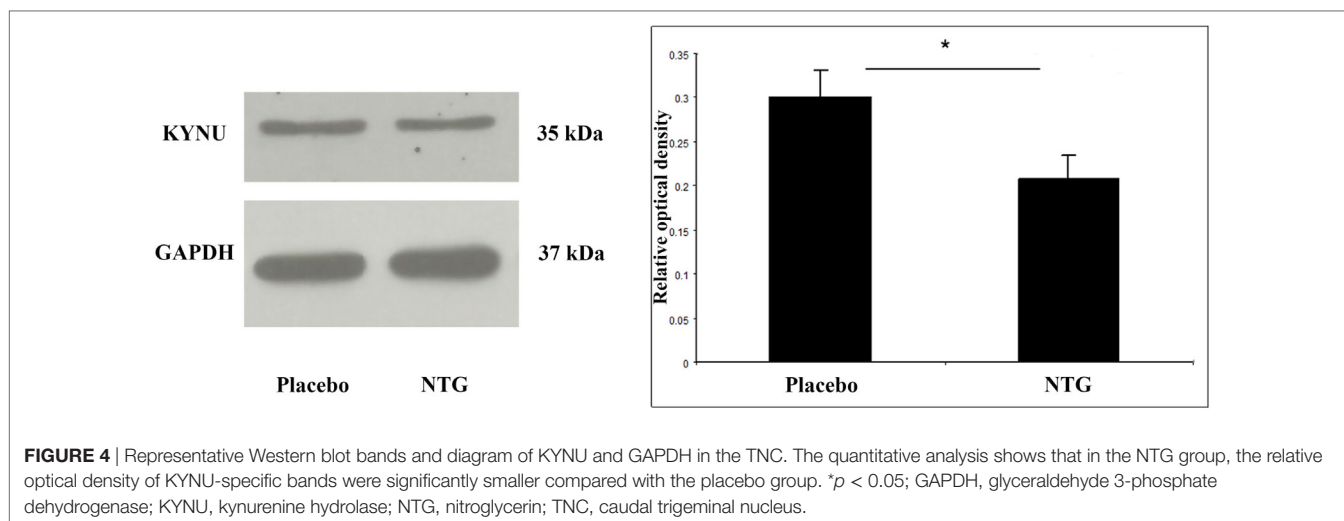 KYNU
35 kDa
GAPDH
37 kDa
Placebo NTG
*
0.35
0.3
0.25
0.2
0.15
0.1
0.05
0
Relative optical density
Placebo NTG
FIGURE 4 | Representative Western blot bands and diagram of KYNU and GAPDH in the TNC. The quantitative analysis shows that in the NTG group, the relative
optical density of KYNU-specific bands were significantly smaller compared with the placebo group. *p < 0.05; GAPDH, glyceraldehyde 3-phosphate
dehydrogenase; KYNU, kynurenine hydrolase; NTG, nitroglycerin; TNC, caudal trigeminal nucleus.